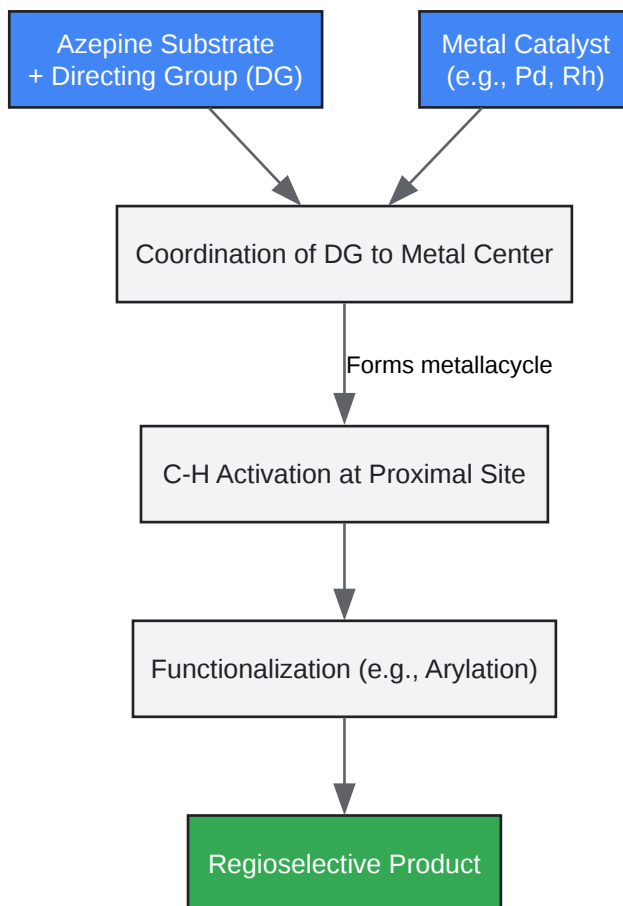 Azepine Substrate
+ Directing Group (DG)
Metal Catalyst
(e.g., Pd, Rh)
Coordination of DG to Metal Center
Forms metallacycle
C-H Activation at Proximal Site
Functionalization (e.g., Arylation)
Regioselective Product